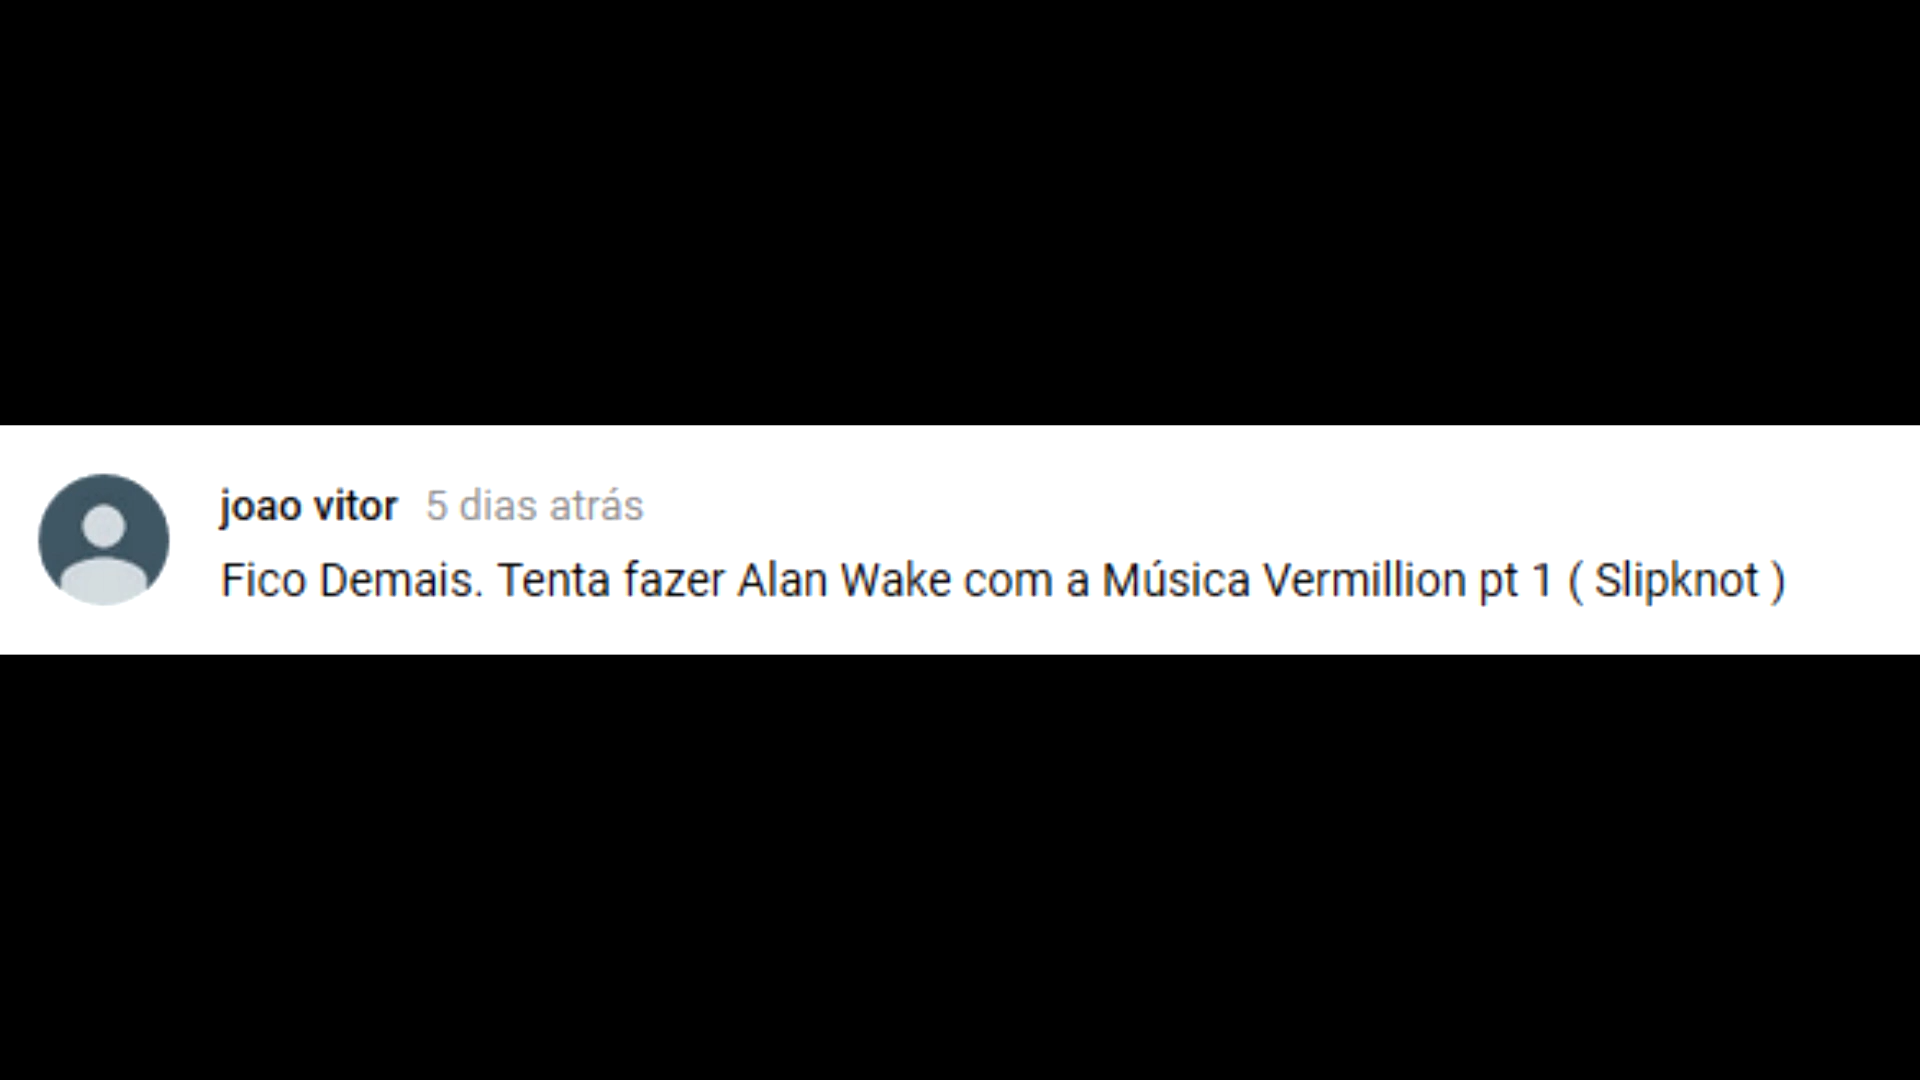 joao vitor 5 dias atrás
Fico Demais. Tenta fazer Alan Wake com a Música Vermillion pt 1 ( Slipknot )